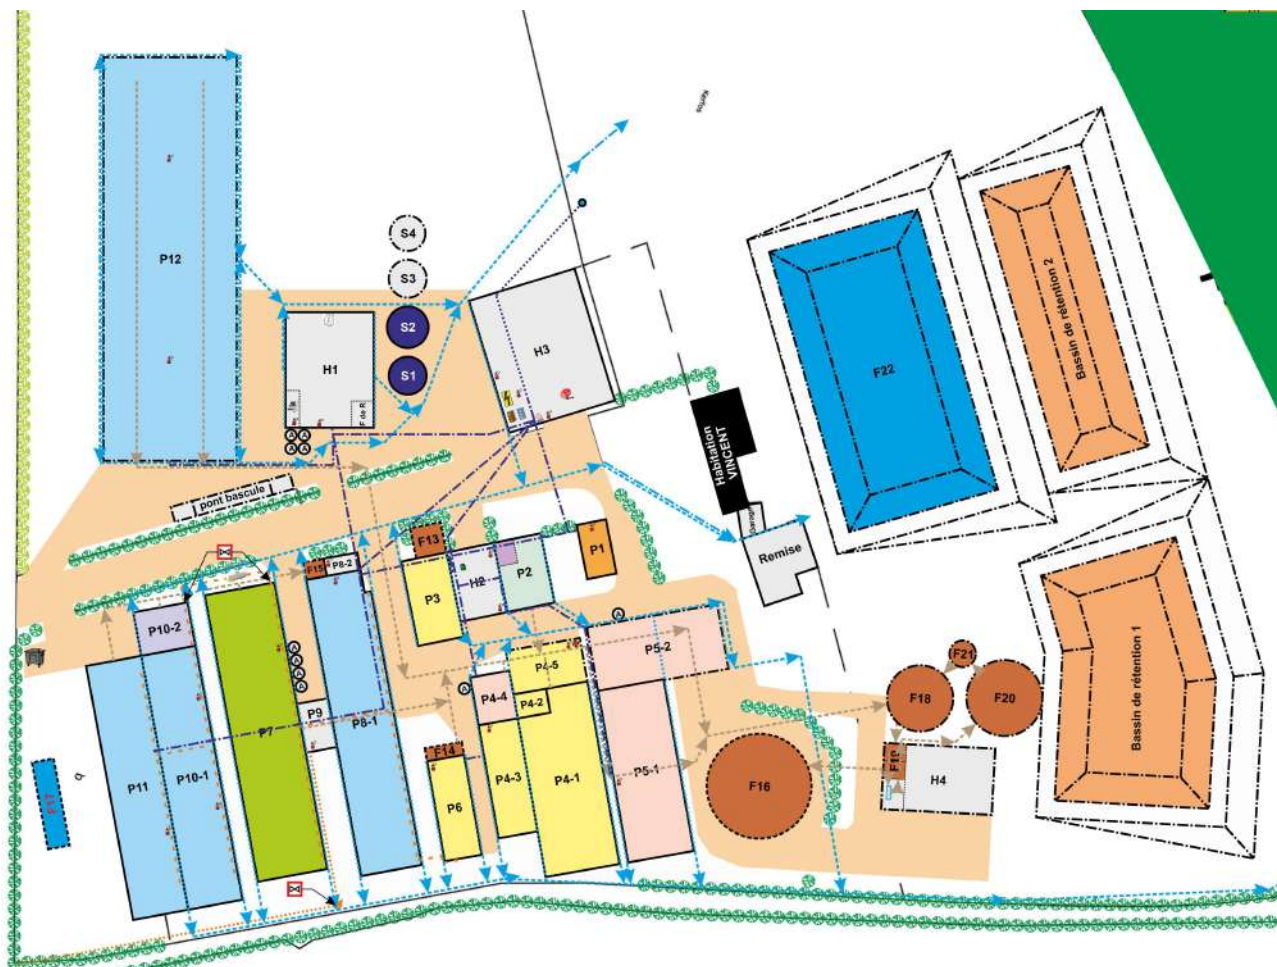 Kerlos
S4
P12
S3
Bassin de rétention 2
S2
H3
H1
F22
S1
F de R
Habitation
VINCENT
pont bascule
Garage
F13
P1
Remise
F15
P8-2
P2
H2
P3
P10-2
P5-2
F21
P4-5
F18
F20
P4-4
P4-2
Bassin de rétention 1
P9
P7
P8-1
F14
F19
P11
P10-1
P4-3
P4-1
P5-1
H4
F17
P6
F16